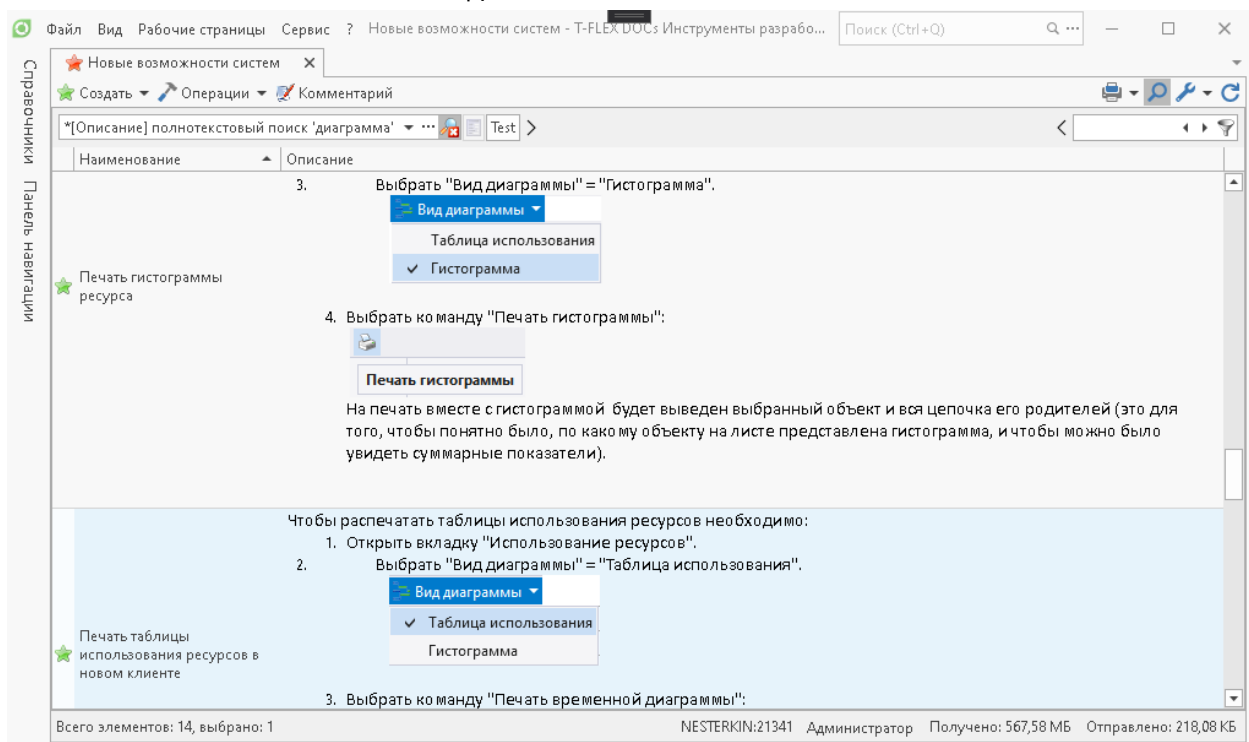 Файл Вид Рабочие страницы Сервис ? Новые возможности систем - T-FLEX DOCs Инструменты разрабо... Поиск (Ctrl+Q)
Справочники
Панель навигации
Новые возможности систем
Создать Операции Комментарий
*[Описание] полнотекстовый поиск 'диаграмма' ... Test
Наименование Описание
3. Выбрать "Вид диаграммы" = "Гистограмма".
Вид диаграммы
Таблица использования
Гистограмма
Печать гистограммы
ресурса
4. Выбрать команду "Печать гистограммы":
Печать гистограммы
На печать вместе с гистограммой будет выведен выбранный объект и вся цепочка его родителей (это для
того, чтобы понятно было, по какому объекту на листе представлена гистограмма, и чтобы можно было
увидеть суммарные показатели).
Чтобы распечатать таблицы использования ресурсов необходимо:
1. Открыть вкладку "Использование ресурсов".
2. Выбрать "Вид диаграммы" = "Таблица использования".
Вид диаграммы
Таблица использования
Гистограмма
Печать таблицы
использования ресурсов в
новом клиенте
3. Выбрать команду "Печать временной диаграммы":
Всего элементов: 14, выбрано: 1 NESTERKIN:21341 Администратор Получено: 567,58 МБ Отправлено: 218,08 КБ